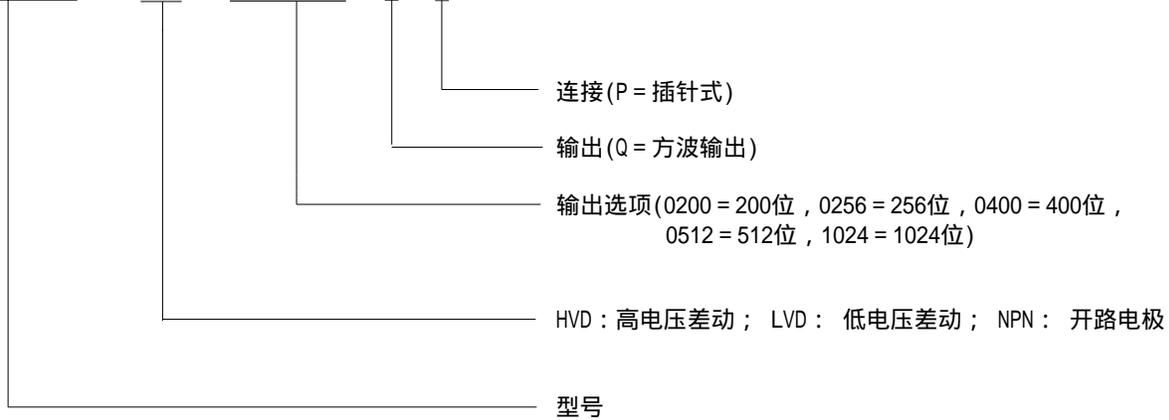 连接(P=插针式)
输出(Q=方波输出)
输出选项(0200=200位，0256=256位，0400=400位，
0512=512位，1024=1024位)
HVD：高电压差动； LVD： 低电压差动； NPN： 开路电极
型号